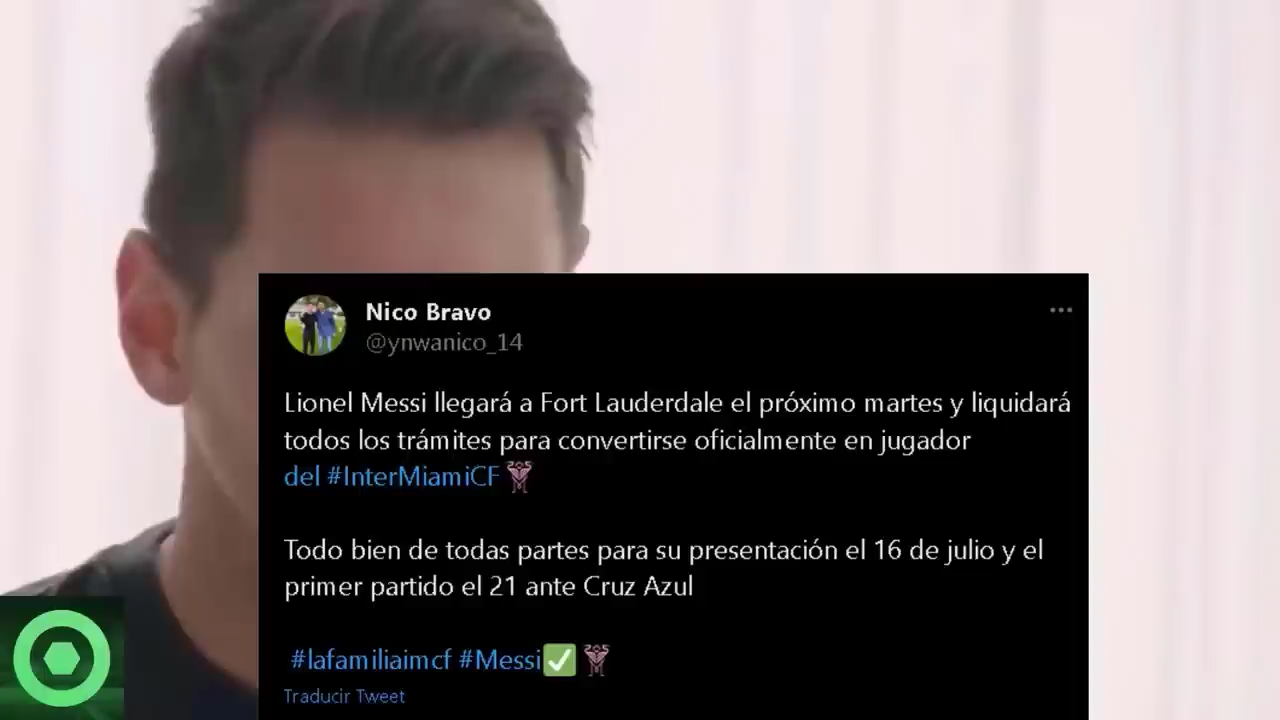 Nico Bravo
@ynwanico_14
Lionel Messi llegará a Fort Lauderdale el próximo martes y liquidará
todos los trámites para convertirse oficialmente en jugador
del #InterMiamiCF
Todo bien de todas partes para su presentación el 16 de julio y el
primer partido el 21 ante Cruz Azul
#lafamiliaimcf #Messi✅
Traducir Tweet